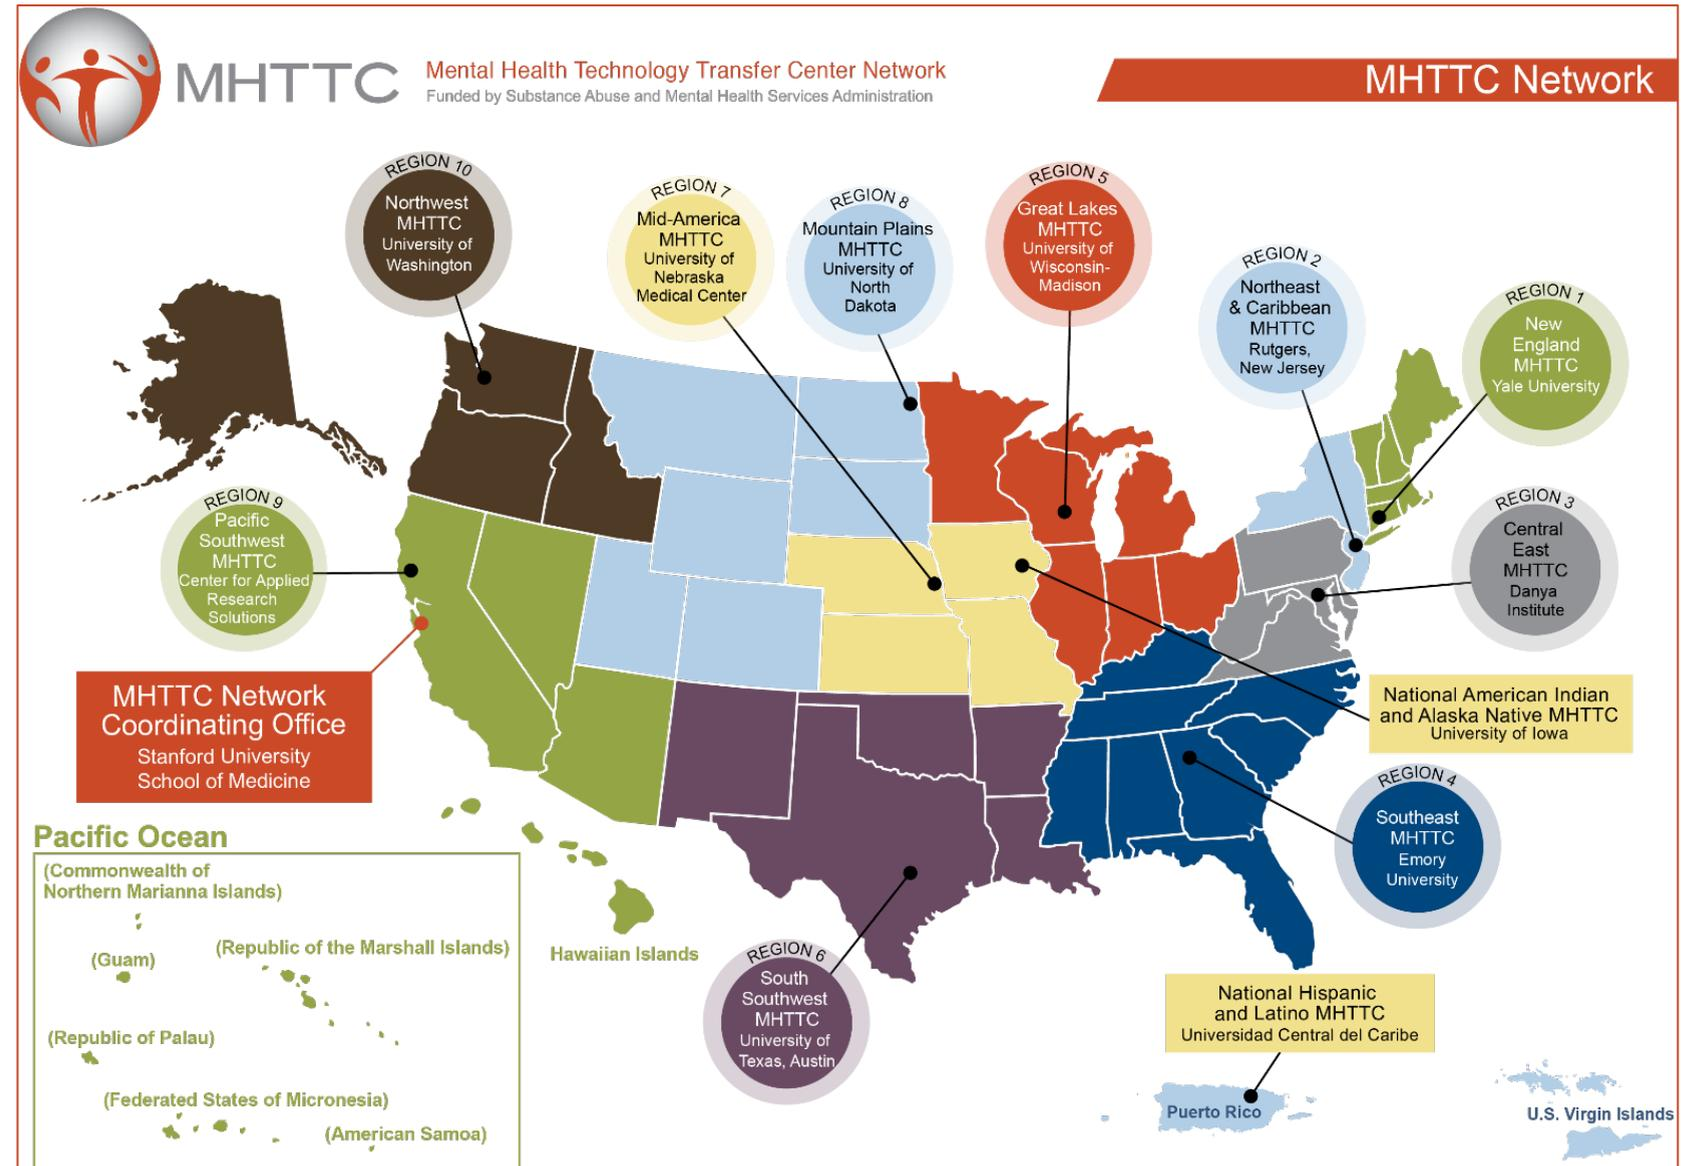 MHTTC
Mental Health Technology Transfer Center Network
Funded by Substance Abuse and Mental Health Services Administration
MHTTC Network
REGION 10
Northwest
MHTTC
University of
Washington
REGION 7
Mid-America
MHTTC
University of
Nebraska
Medical Center
REGION 8
Mountain Plains
MHTTC
University of
North
Dakota
REGION 5
Great Lakes
MHTTC
University of
Wisconsin-
Madison
REGION 2
Northeast
& Caribbean
MHTTC
Rutgers,
New Jersey
REGION 1
New
England
MHTTC
Yale University
REGION 9
Pacific
Southwest
MHTTC
Center for Applied
Research
Solutions
REGION 3
Central
East
MHTTC
Danya
Institute
MHTTC Network
Coordinating Office
Stanford University
School of Medicine
National American Indian
and Alaska Native MHTTC
University of Iowa
REGION 4
Southeast
MHTTC
Emory
University
Pacific Ocean
(Commonwealth of
Northern Marianna Islands)
(Guam)
(Republic of the Marshall Islands)
(Republic of Palau)
(Federated States of Micronesia)
(American Samoa)
Hawaiian Islands
REGION 6
South
Southwest
MHTTC
University of
Texas, Austin
National Hispanic
and Latino MHTTC
Universidad Central del Caribe
Puerto Rico
U.S. Virgin Islands